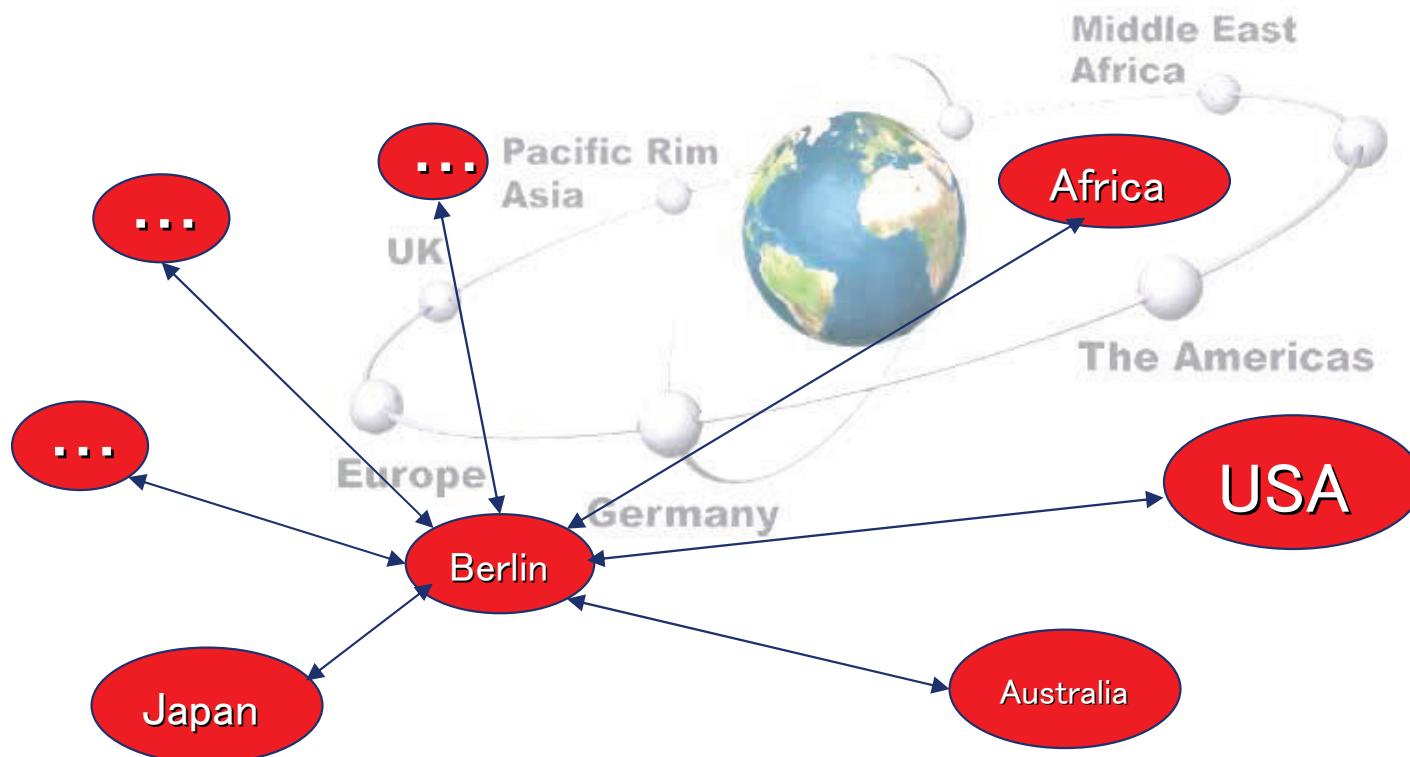 Middle East
Africa
...
Pacific Rim
Asia
Africa
...
UK
The Americas
...
Europe
USA
Germany
Berlin
Japan
Australia